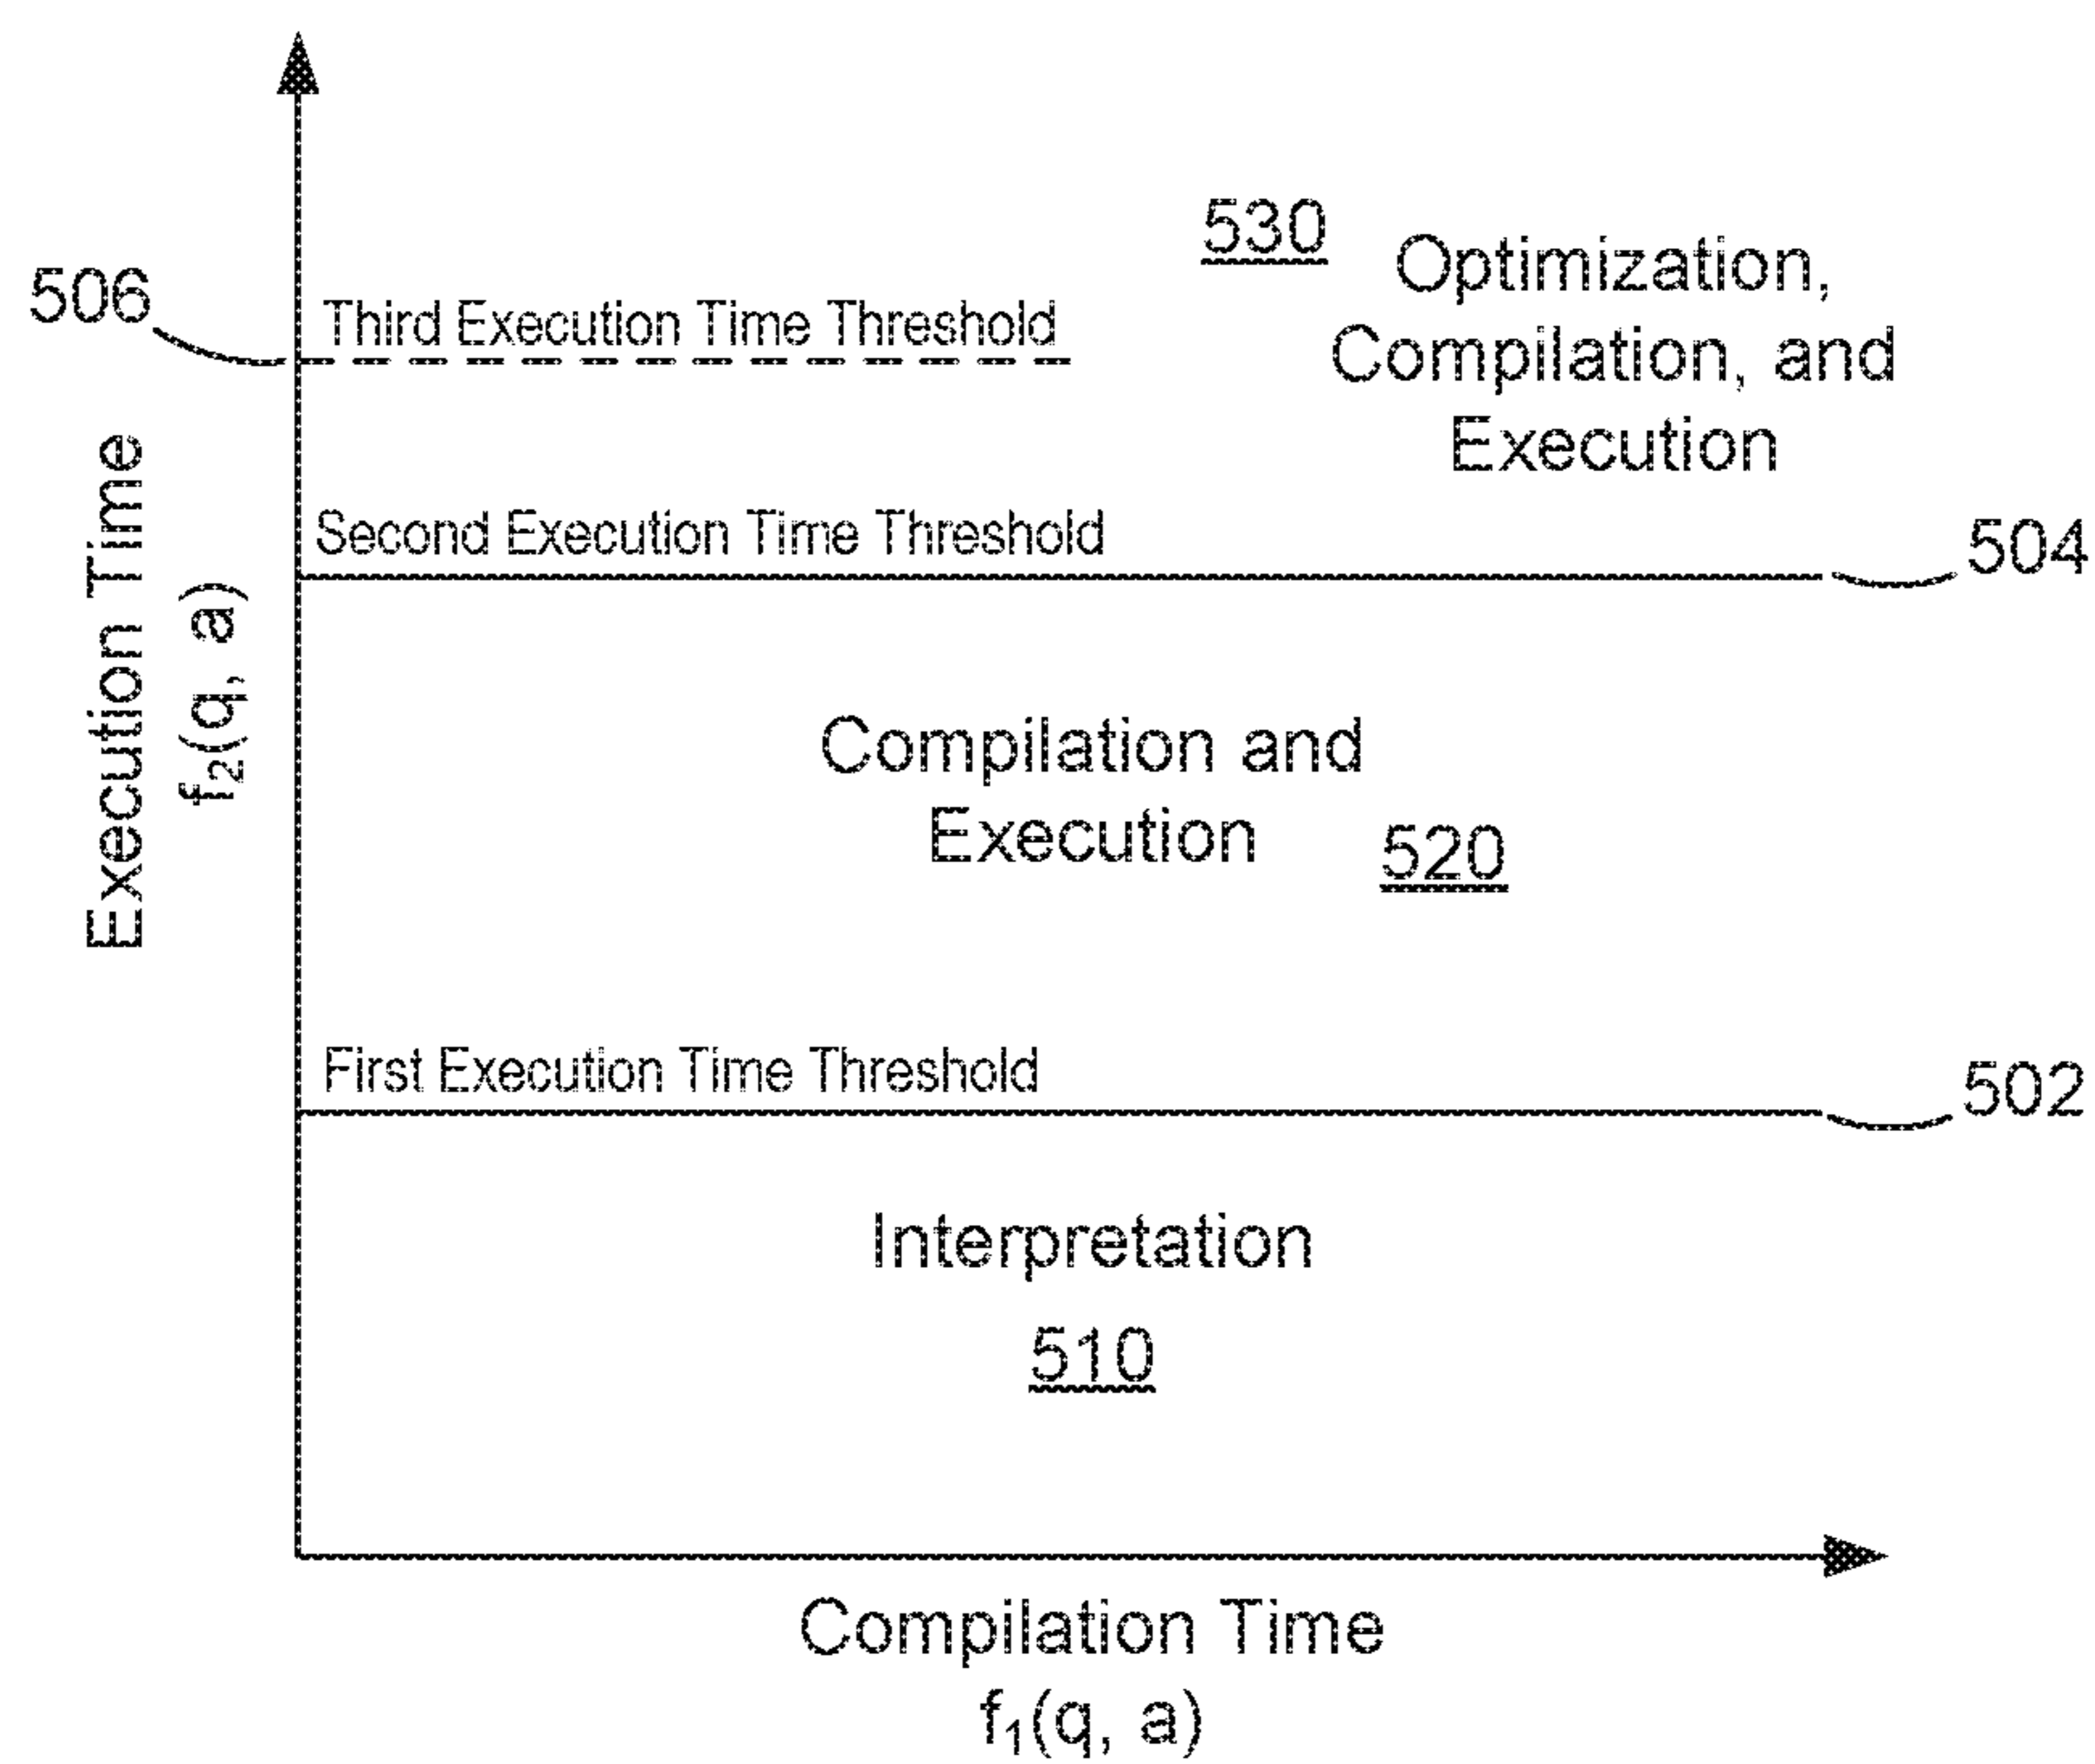 530
Optimization,
Compilation, and
Execution
506
Third Execution Time Threshold
Second Execution Time Threshold
504
Execution Time
f₂(q, a)
Compilation and
Execution
520
First Execution Time Threshold
502
Interpretation
510
Compilation Time
f₁(q, a)